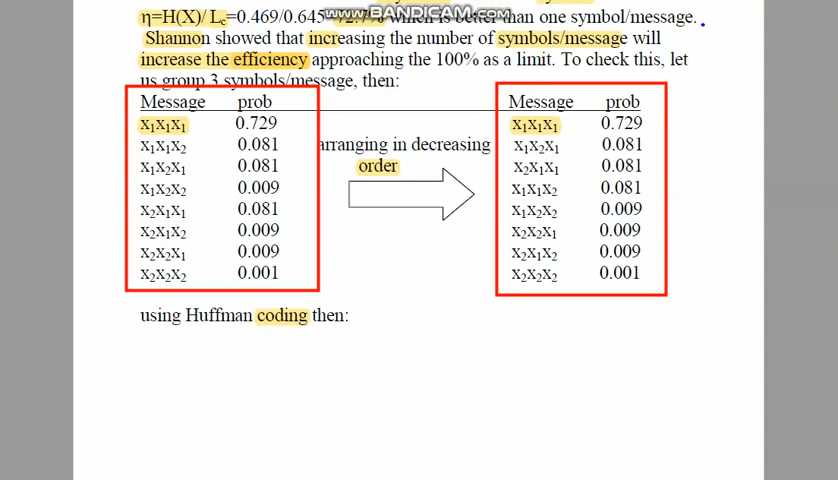 η=H(X)/ Lc=0.469/0.645=72.7% which is better than one symbol/message.
www.BANDICAM.com
Shannon showed that increasing the number of symbols/message will
increase the efficiency approaching the 100% as a limit. To check this, let
us group 3 symbols/message, then:
Message prob
x1x1x1 0.729
x1x1x2 0.081
x1x2x1 0.081
x1x2x2 0.009
x2x1x1 0.081
x2x1x2 0.009
x2x2x1 0.009
x2x2x2 0.001
arranging in decreasing
order
Message prob
x1x1x1 0.729
x1x2x1 0.081
x2x1x1 0.081
x1x1x2 0.081
x1x2x2 0.009
x2x2x1 0.009
x2x1x2 0.009
x2x2x2 0.001
using Huffman coding then: